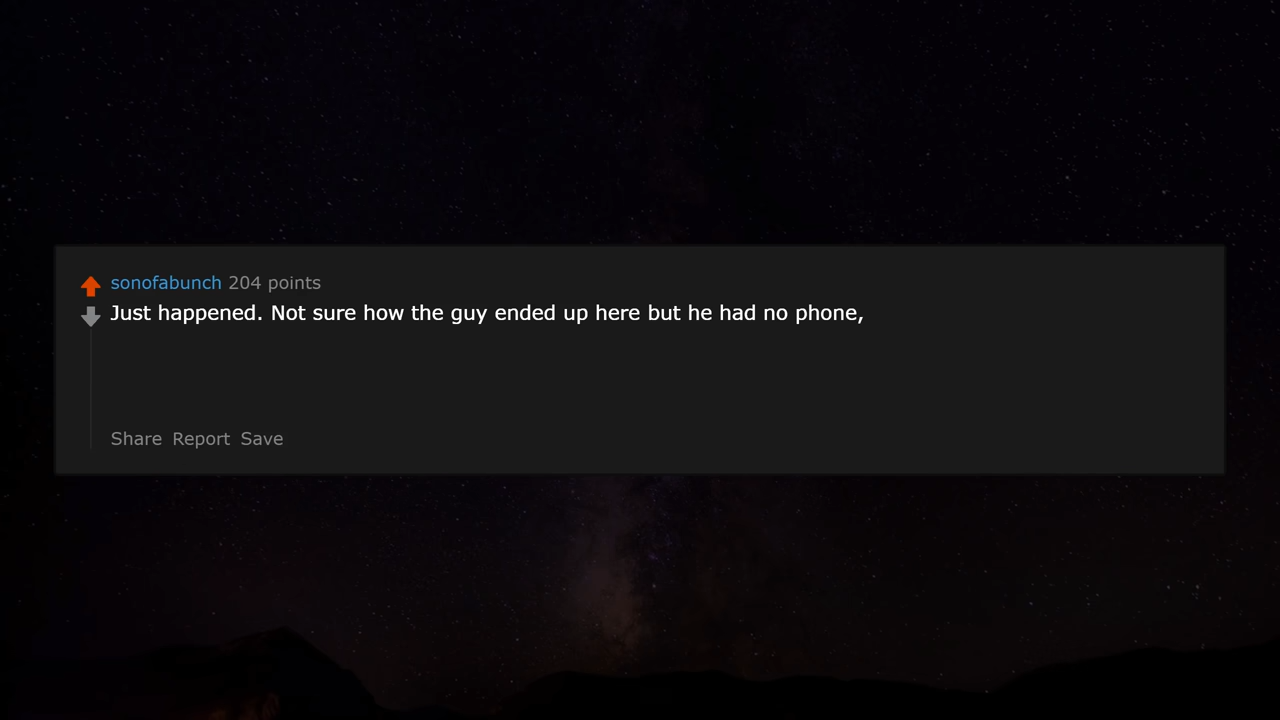 sonofabunch 204 points
Just happened. Not sure how the guy ended up here but he had no phone,
Share Report Save